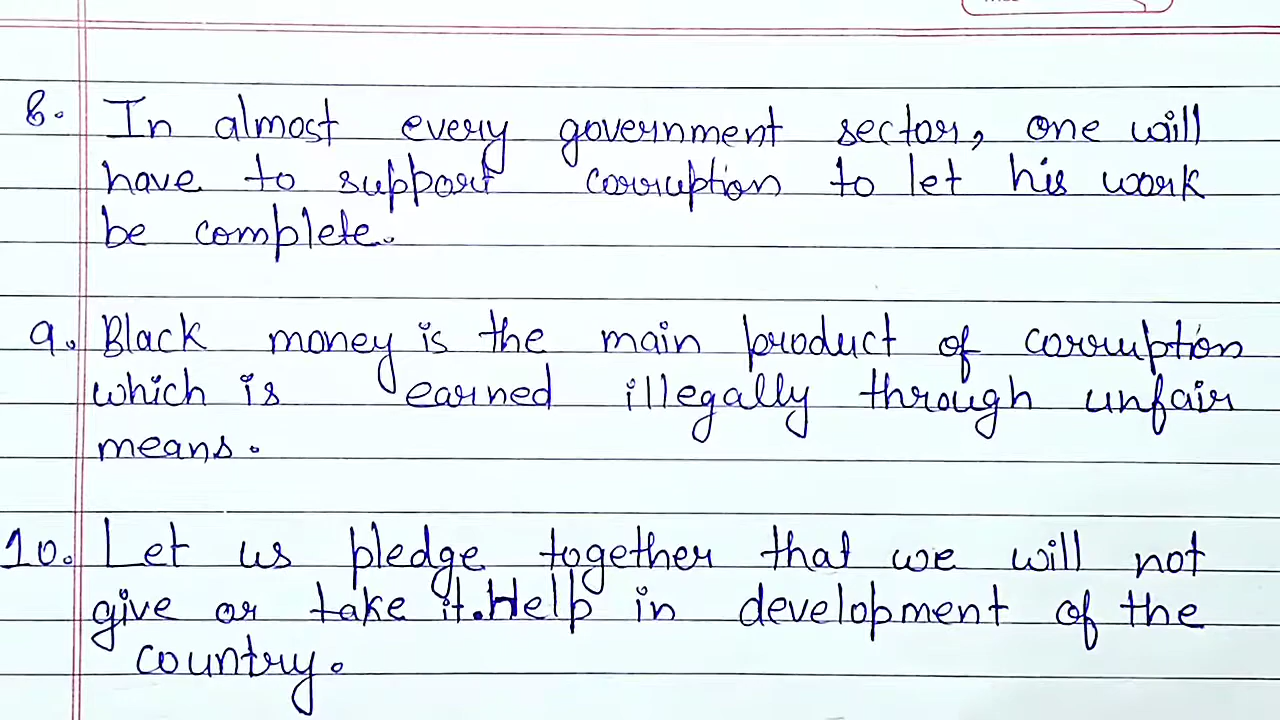 8. In almost every government sector, one will
have to support corruption to let his work
be complete.
9. Black money is the main product of corruption
which is earned illegally through unfair
means.
10. Let us pledge together that we will not
give or take it. Help in development of the
country.